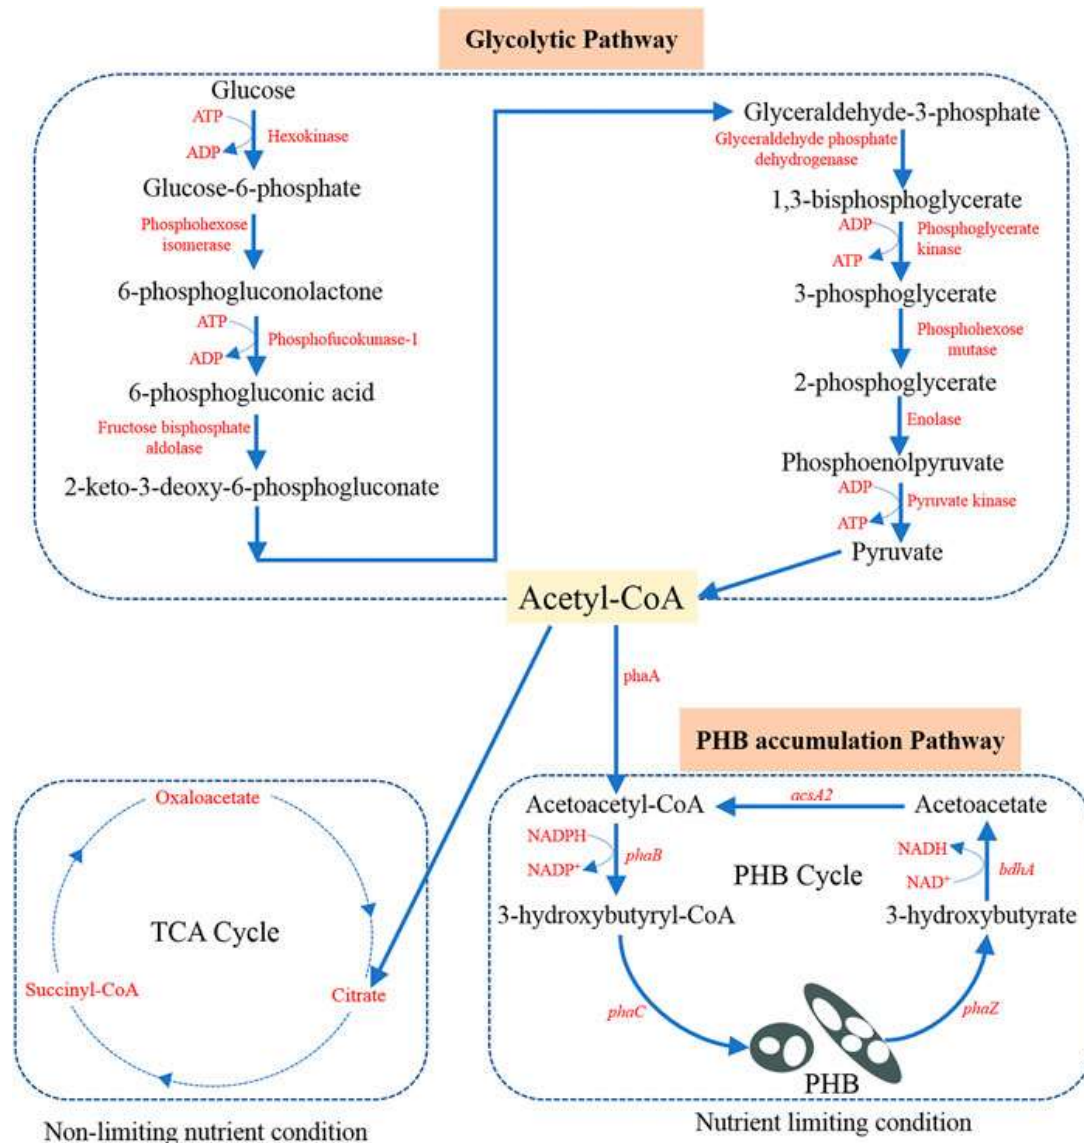 Glycolytic Pathway
Glucose
ATP
Hexokinase
ADP
Glucose-6-phosphate
Phosphohexose
isomerase
6-phosphogluconolactone
ATP
Phosphofucokunase-1
ADP
6-phosphogluconic acid
Fructose bisphosphate
aldolase
2-keto-3-deoxy-6-phosphogluconate
Glyceraldehyde-3-phosphate
Glyceraldehyde phosphate
dehydrogenase
1,3-bisphosphoglycerate
ADP
Phosphoglycerate
kinase
ATP
3-phosphoglycerate
Phosphohexose
mutase
2-phosphoglycerate
Enolase
Phosphoenolpyruvate
ADP
Pyruvate kinase
ATP
Pyruvate
Acetyl-CoA
phaA
Oxaloacetate
TCA Cycle
Succinyl-CoA
Citrate
Non-limiting nutrient condition
PHB accumulation Pathway
Acetoacetyl-CoA
acsA2
Acetoacetate
NADPH
phaB
NADP⁺
PHB Cycle
NADH
bdhA
NAD⁺
3-hydroxybutyryl-CoA
3-hydroxybutyrate
phaC
phaZ
PHB
Nutrient limiting condition